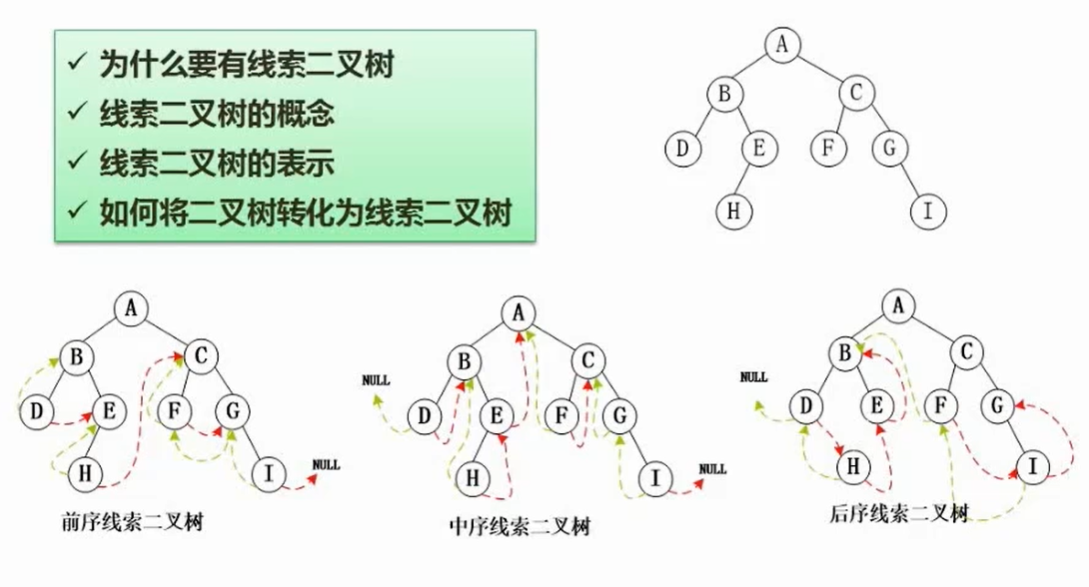 ✓ 为什么要有线索二叉树
✓ 线索二叉树的概念
✓ 线索二叉树的表示
✓ 如何将二叉树转化为线索二叉树
A
B C
D E F G
H I
A
B C
D E F G
H I NULL
前序线索二叉树
A
B C
NULL
D E F G
H I NULL
中序线索二叉树
A
B C
NULL
D E F G
H I
后序线索二叉树